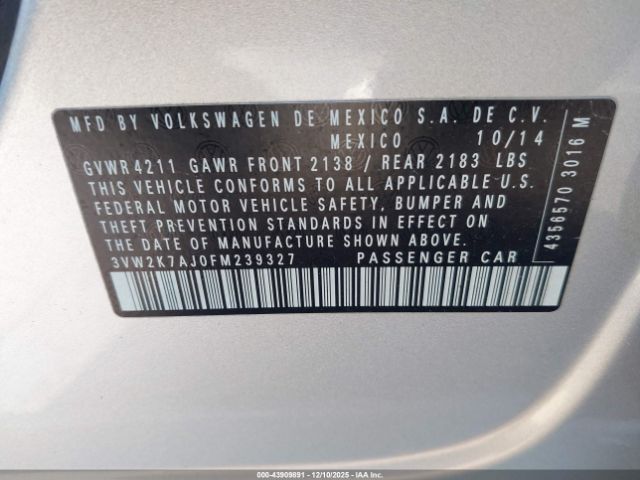 MFD BY VOLKSWAGEN DE MEXICO S.A. DE C.V.
MEXICO 10/14
GVWR 4211 GAWR FRONT 2138 / REAR 2183 LBS
THIS VEHICLE CONFORMS TO ALL APPLICABLE U.S.
FEDERAL MOTOR VEHICLE SAFETY, BUMPER AND
THEFT PREVENTION STANDARDS IN EFFECT ON
THE DATE OF MANUFACTURE SHOWN ABOVE.
3VW2K7AJ0FM239327 PASSENGER CAR
4356570 3016 M
000-43909891 - 12/10/2025 - IAAC Inc.